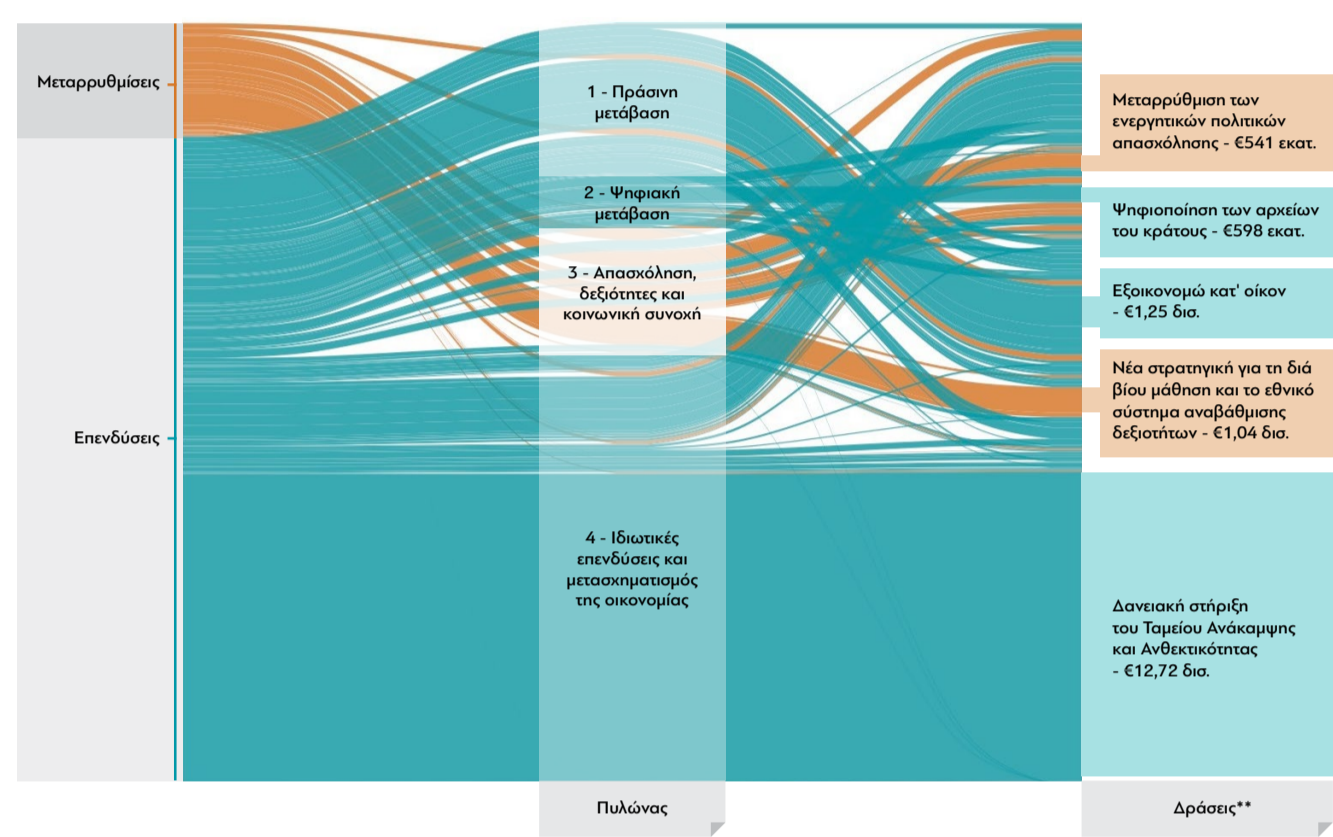 Μεταρρυθμίσεις
Επενδύσεις
1 - Πράσινη
μετάβαση
2 - Ψηφιακή
μετάβαση
3 - Απασχόληση,
δεξιότητες και
κοινωνική συνοχή
4 - Ιδιωτικές
επενδύσεις και
μετασχηματισμός
της οικονομίας
Πυλώνας
Μεταρρύθμιση των
ενεργητικών πολιτικών
απασχόλησης - €541 εκατ.
Ψηφιοποίηση των αρχείων
του κράτους - €598 εκατ.
Εξοικονομώ κατ' οίκον
- €1,25 δισ.
Νέα στρατηγική για τη διά
βίου μάθηση και το εθνικό
σύστημα αναβάθμισης
δεξιοτήτων - €1,04 δισ.
Δανειακή στήριξη
του Ταμείου Ανάκαμψης
και Ανθεκτικότητας
- €12,72 δισ.
Δράσεις**